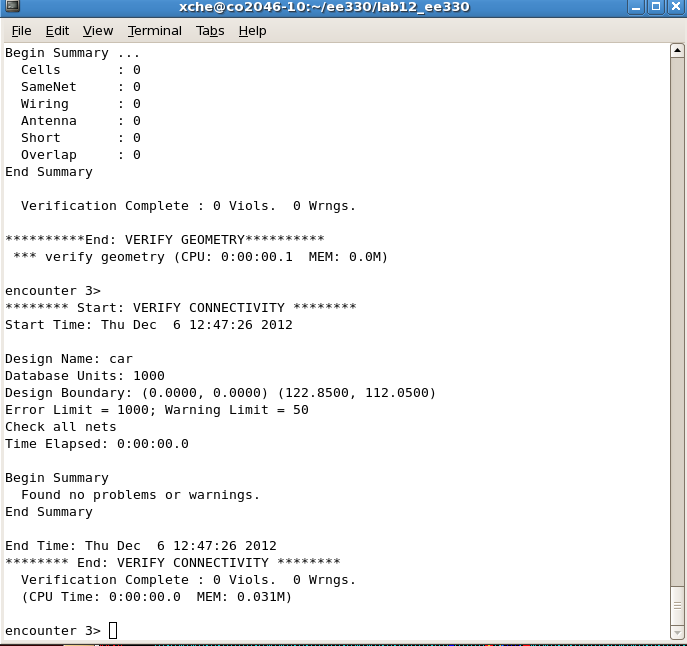 xche@co2046-10:~/ee330/lab12_ee330
File Edit View Terminal Tabs Help
Begin Summary ...
  Cells       : 0
  SameNet     : 0
  Wiring      : 0
  Antenna     : 0
  Short       : 0
  Overlap     : 0
End Summary

  Verification Complete : 0 Viols.  0 Wrngs.

**********End: VERIFY GEOMETRY**********
 *** verify geometry (CPU: 0:00:00.1  MEM: 0.0M)

encounter 3>
******** Start: VERIFY CONNECTIVITY ********
Start Time: Thu Dec  6 12:47:26 2012

Design Name: car
Database Units: 1000
Design Boundary: (0.0000, 0.0000) (122.8500, 112.0500)
Error Limit = 1000; Warning Limit = 50
Check all nets
Time Elapsed: 0:00:00.0

Begin Summary
  Found no problems or warnings.
End Summary

End Time: Thu Dec  6 12:47:26 2012
******** End: VERIFY CONNECTIVITY ********
  Verification Complete : 0 Viols.  0 Wrngs.
  (CPU Time: 0:00:00.0  MEM: 0.031M)

encounter 3>